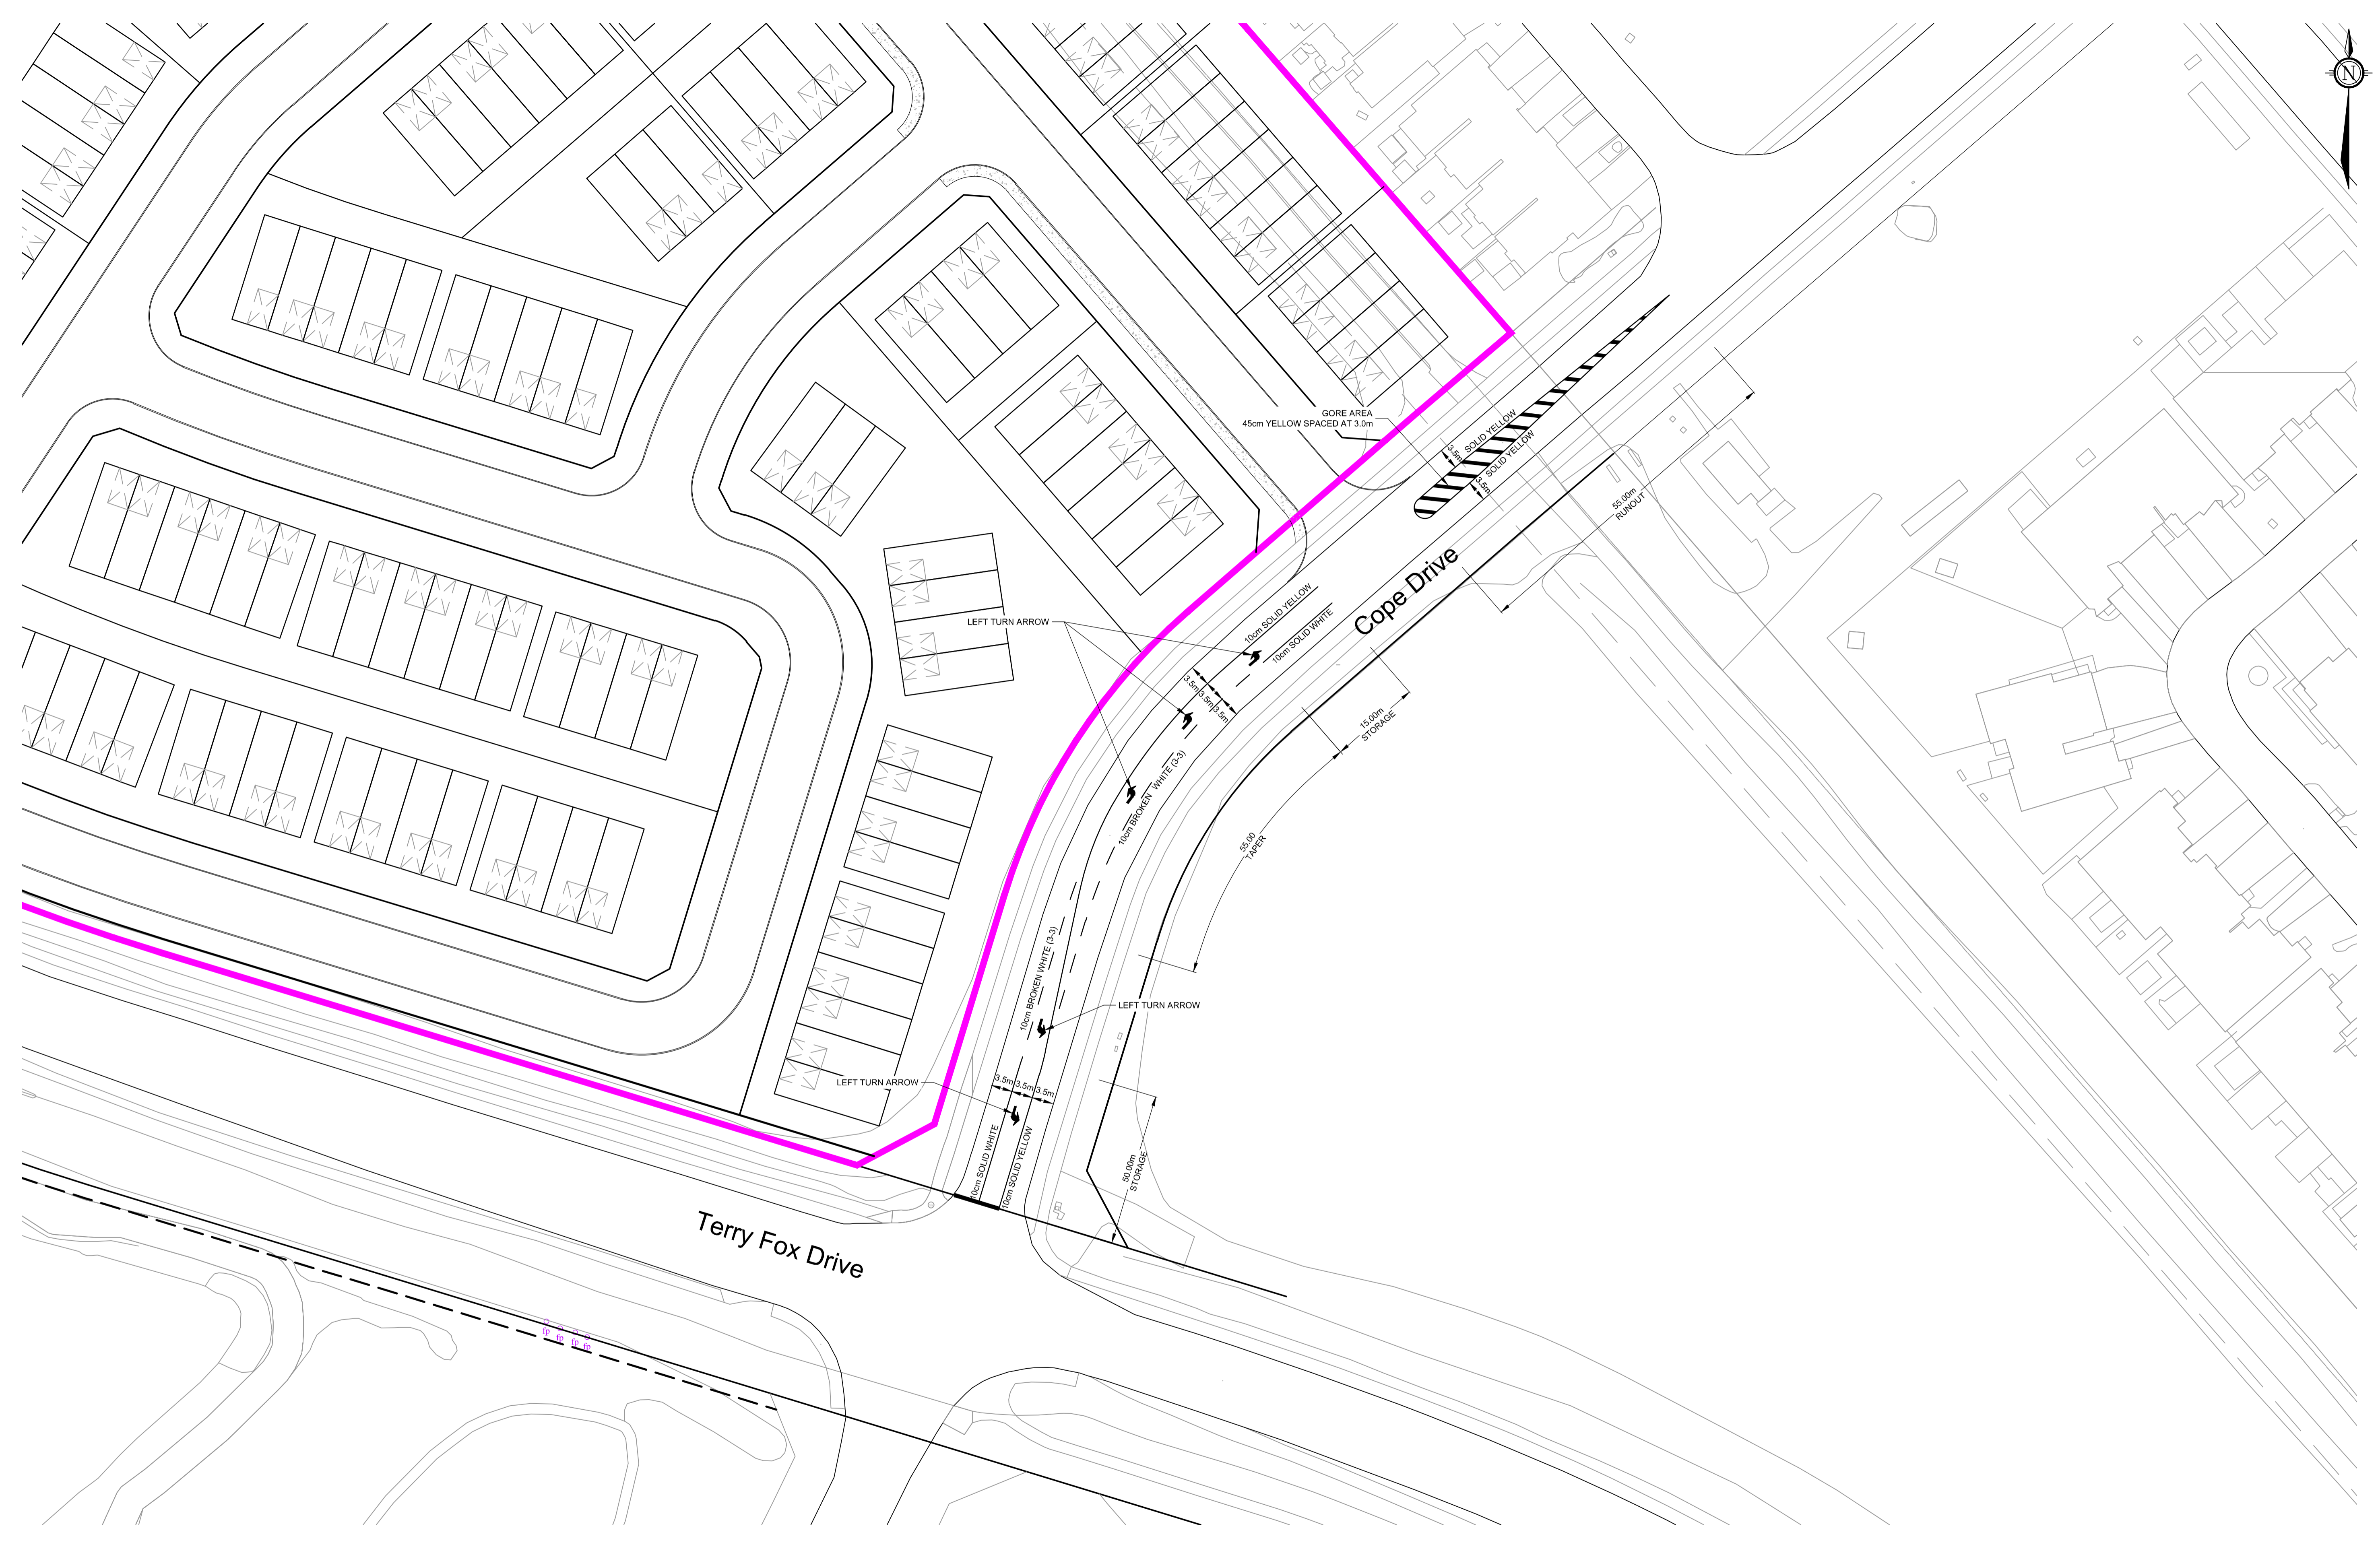 N
GORE AREA
45cm YELLOW SPACED AT 3.0m
SOLID YELLOW
SOLID YELLOW
3.5m
3.5m
55.00m
RUNOUT
Cope Drive
10cm SOLID YELLOW
10cm SOLID WHITE
LEFT TURN ARROW
3.5m
3.5m
3.5m
15.00m
STORAGE
10cm BROKEN WHITE (3-3)
55.00
TAPER
10cm BROKEN WHITE (3-3)
LEFT TURN ARROW
LEFT TURN ARROW
3.5m
3.5m
3.5m
10cm SOLID WHITE
10cm SOLID YELLOW
50.00m
STORAGE
Terry Fox Drive
fp
fp
fp
fp